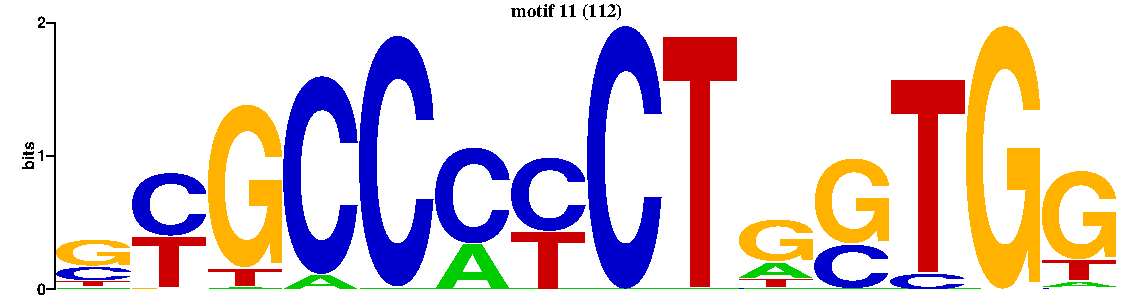 motif 11 (112)
2
bits
1
0
G C G C C C C C T G G T G G
C T T A A T A C C T
T T A